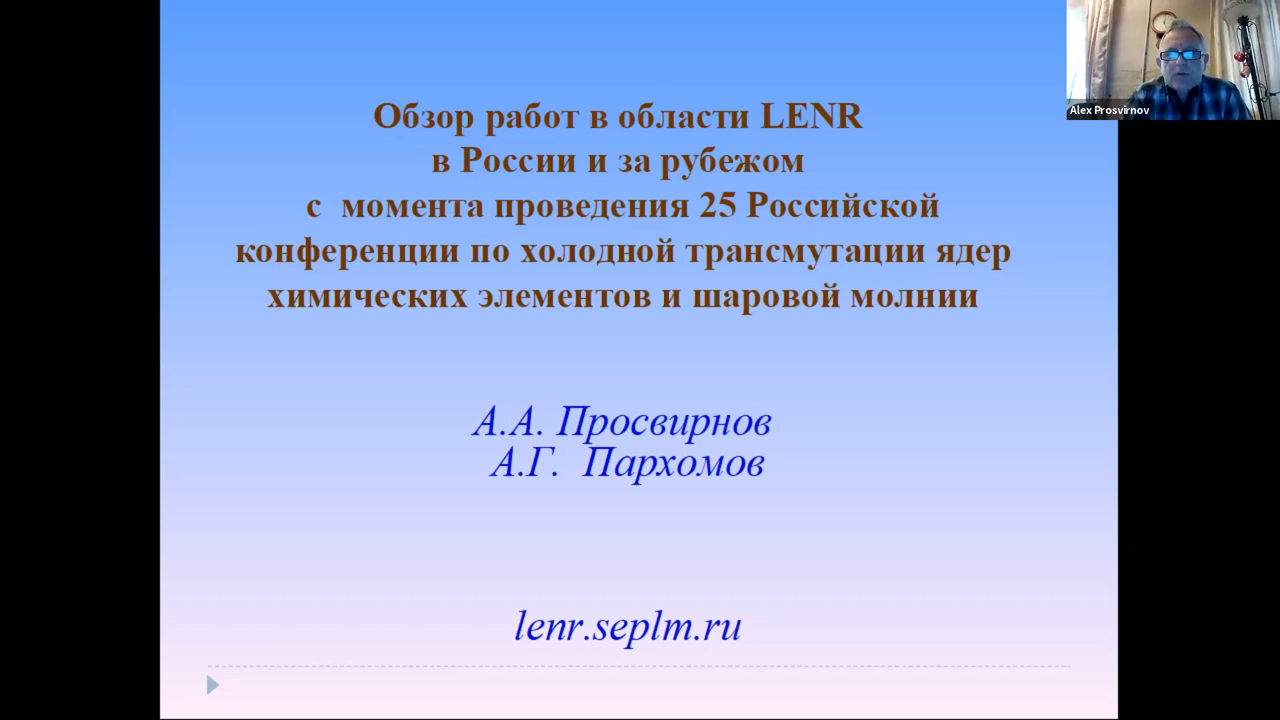 Обзор работ в области LENR
в России и за рубежом
с момента проведения 25 Российской
конференции по холодной трансмутации ядер
химических элементов и шаровой молнии
А.А. Просвирнов
А.Г. Пархомов
lenr.seplm.ru
Alex Prosvirnov